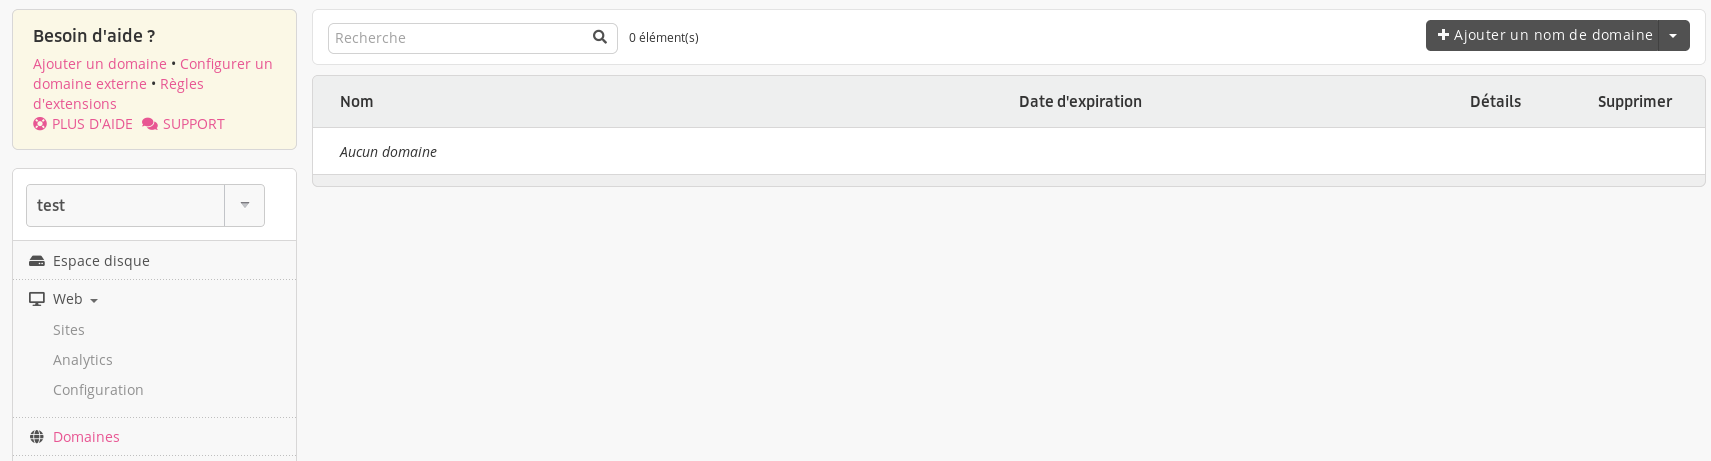 Besoin d'aide ?
Ajouter un domaine • Configurer un
domaine externe • Règles
d'extensions
PLUS D'AIDE SUPPORT
test
Espace disque
Web
Sites
Analytics
Configuration
Domaines
Recherche
0 élément(s)
Ajouter un nom de domaine
Nom Date d'expiration Détails Supprimer
Aucun domaine